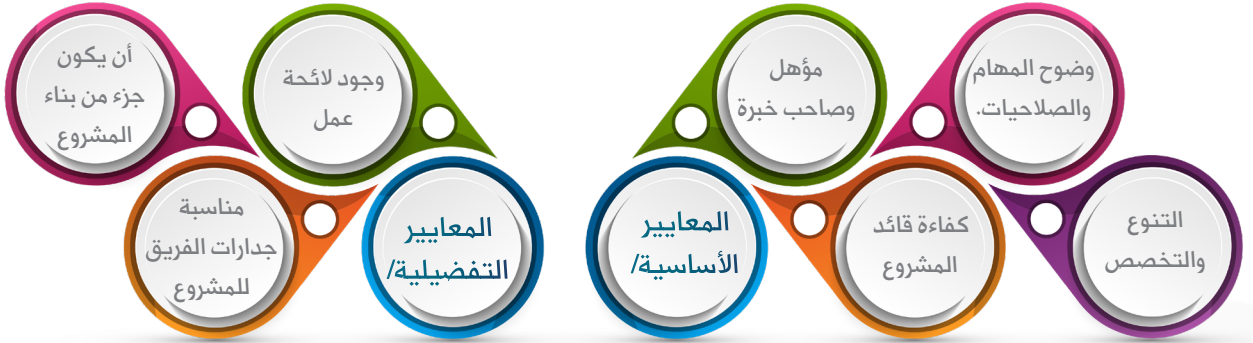 المعايير
الأساسية/
مؤهل
وصاحب خبرة
كفاءة قائد
المشروع
وضوح المهام
والصلاحيات.
التنوع
والتخصص
المعايير
التفضيلية/
وجود لائحة
عمل
مناسبة
جدارات الفريق
للمشروع
أن يكون
جزء من بناء
المشروع